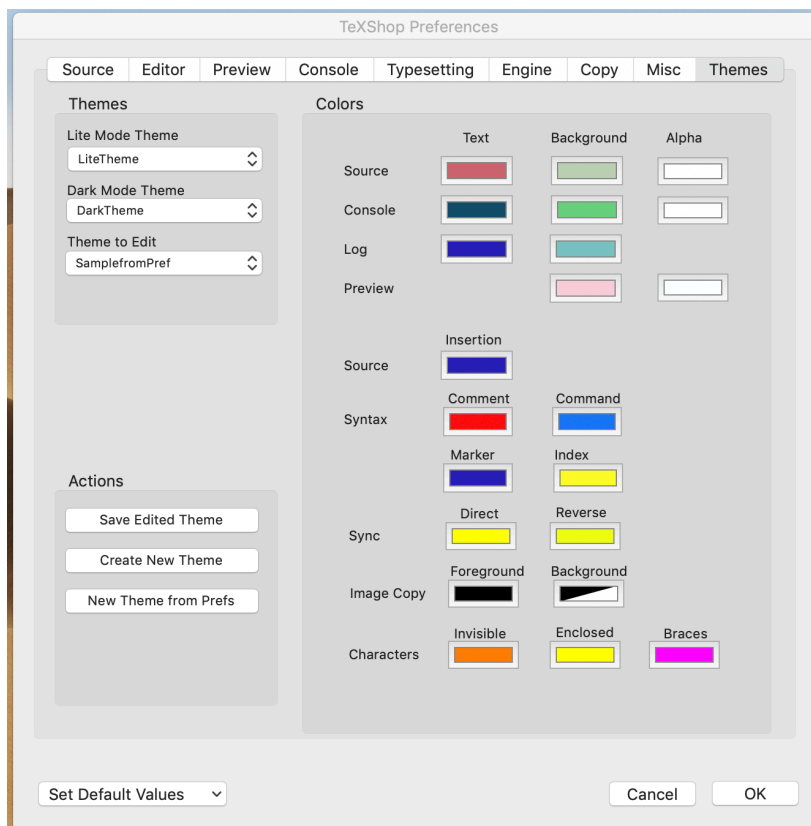 TeXShop Preferences
Source Editor Preview Console Typesetting Engine Copy Misc Themes
Themes
Lite Mode Theme
LiteTheme
Dark Mode Theme
DarkTheme
Theme to Edit
SamplefromPref
Actions
Save Edited Theme
Create New Theme
New Theme from Prefs
Colors
Text Background Alpha
Source
Console
Log
Preview
Insertion
Source
Comment Command
Syntax
Marker Index
Direct Reverse
Sync
Foreground Background
Image Copy
Invisible Enclosed Braces
Characters
Set Default Values
Cancel OK